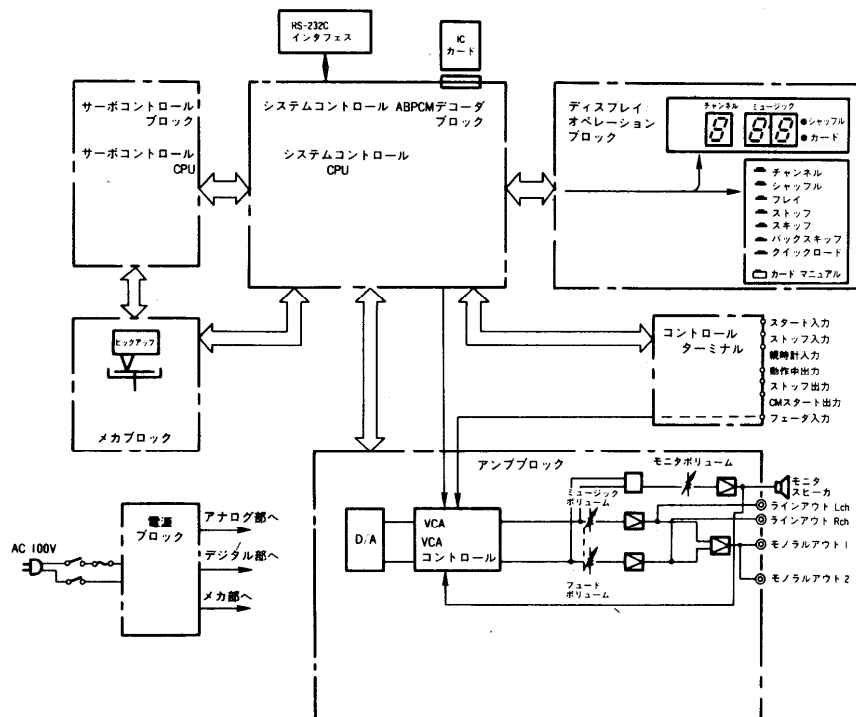 RS-232C
インタフェス
IC
カード
サーボコントロール
ブロック
サーボコントロール
CPU
システムコントロール ABPCMデコーダ
ブロック
システムコントロール
CPU
ディスプレイ
オペレーション
ブロック
チャンネル ミュージック
シャッフル
カード
チャンネル
シャッフル
フレイ
ストッフ
スキッフ
バックスキッフ
クイックロード
カード マニュアル
ヒックアッフ
メカブロック
コントロール
ターミナル
スタート入力
ストッフ入力
親時計入力
動作中出力
ストッフ出力
CMスタート出力
フェーダ入力
アンプブロック
モニタボリューム
モニタ
スピーカ
ミュージック
ボリューム
ラインアウト Lch
ラインアウト Rch
D/A
VCA
VCA
コントロール
モノラルアウト 1
フェード
ボリューム
モノラルアウト 2
電源
ブロック
AC 100V
アナログ部へ
デジタル部へ
メカ部へ